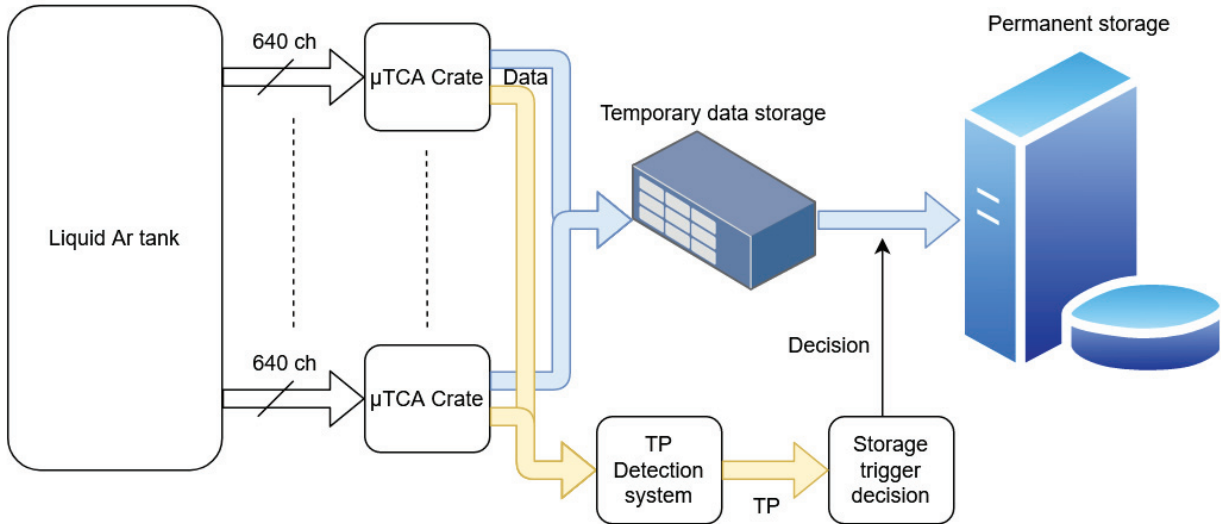 Permanent storage
640 ch
µTCA Crate
Data
Temporary data storage
Liquid Ar tank
640 ch
µTCA Crate
Decision
TP
Detection
system
TP
Storage
trigger
decision